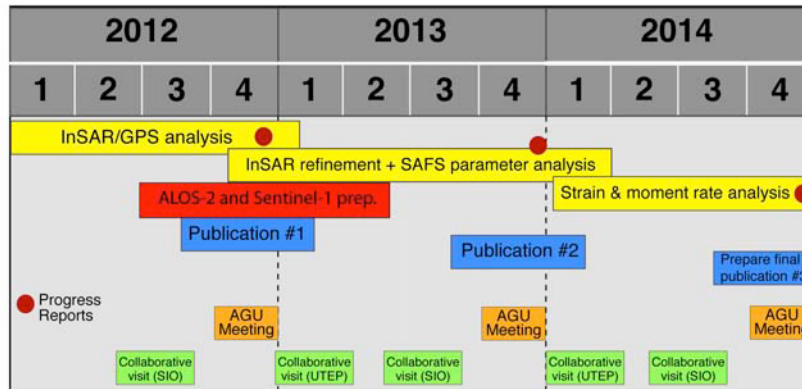 2012 2013 2014
1 2 3 4 1 2 3 4 1 2 3 4
InSAR/GPS analysis
InSAR refinement + SAFS parameter analysis
Strain & moment rate analysis
ALOS-2 and Sentinel-1 prep.
Publication #1
Publication #2
Prepare final
publication #3
Progress
Reports
AGU
Meeting
AGU
Meeting
AGU
Meeting
Collaborative
visit (SIO)
Collaborative
visit (UTEP)
Collaborative
visit (SIO)
Collaborative
visit (UTEP)
Collaborative
visit (SIO)